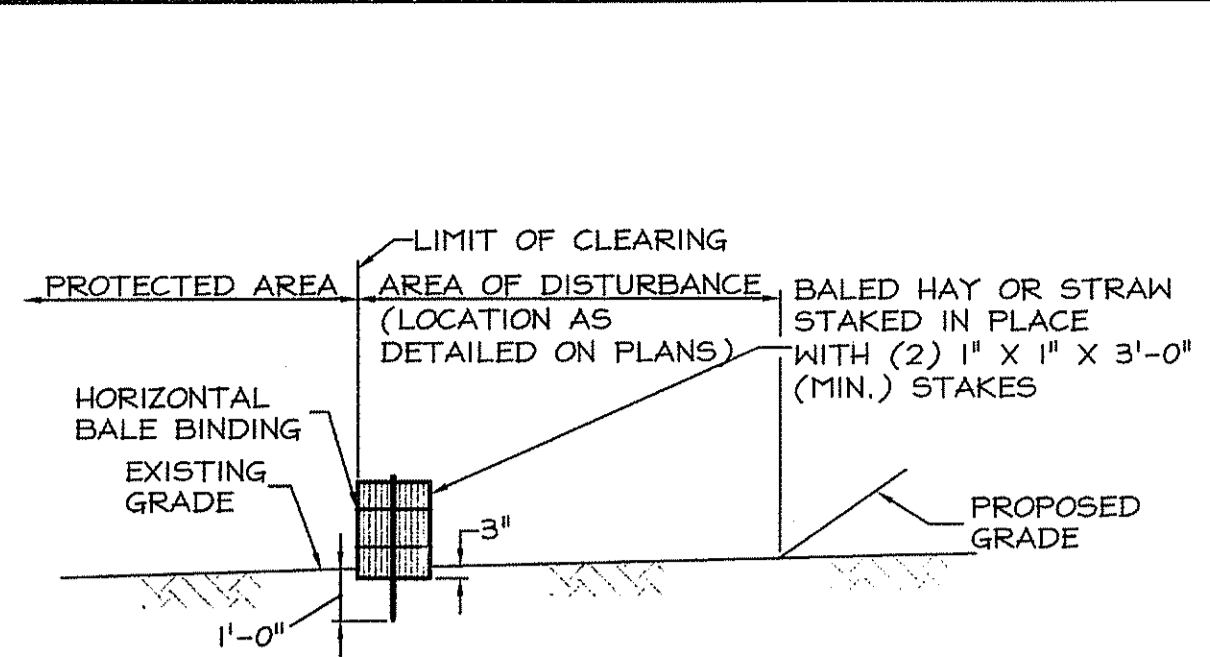 LIMIT OF CLEARING
PROTECTED AREA
AREA OF DISTURBANCE
(LOCATION AS
DETAILED ON PLANS)
BALED HAY OR STRAW
STAKED IN PLACE
WITH (2) 1" X 1" X 3'-0"
(MIN.) STAKES
HORIZONTAL
BALE BINDING
EXISTING
GRADE
3"
PROPOSED
GRADE
1'-0"